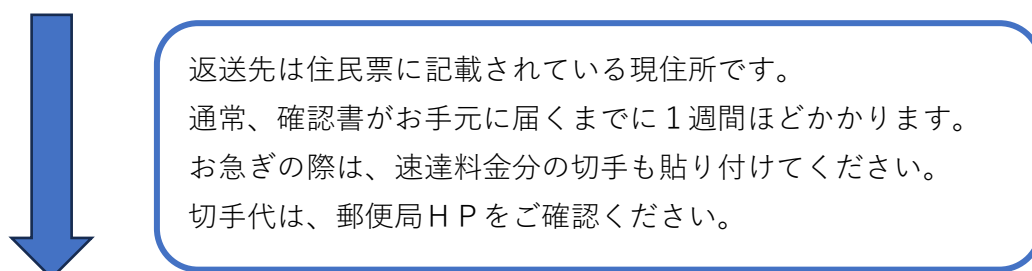 返送先は住民票に記載されている現住所です。
通常、確認書がお手元に届くまでに１週間ほどかかります。
お急ぎの際は、速達料金分の切手も貼り付けてください。
切手代は、郵便局ＨＰをご確認ください。